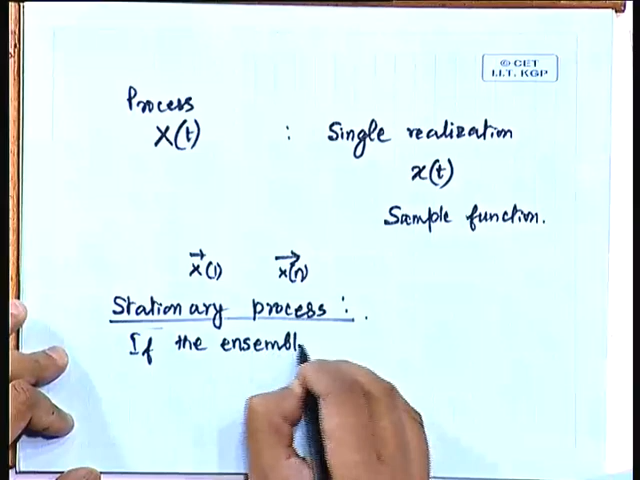 © CET
I.I.T. KGP
Process
X(t) : Single realization
x(t)
Sample function.
x(1) x(n)
Stationary process :
If the ensembl